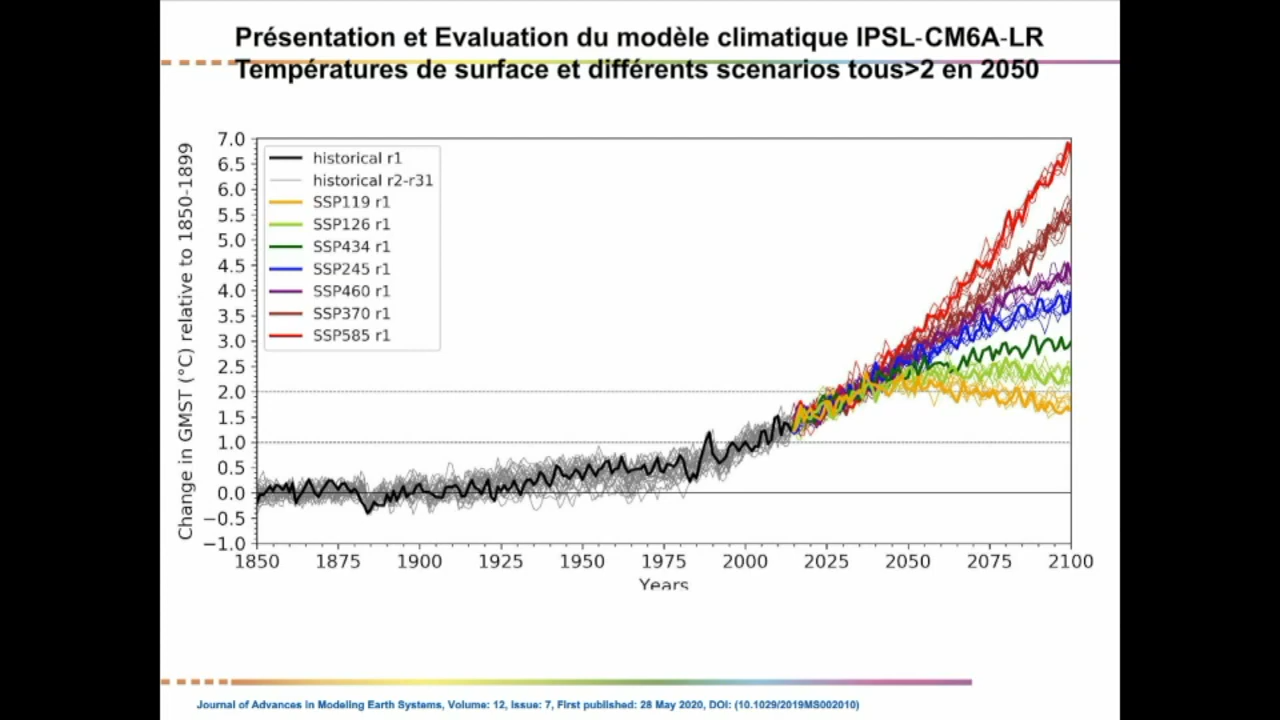 Présentation et Evaluation du modèle climatique IPSL-CM6A-LR
Températures de surface et différents scenarios tous>2 en 2050
Change in GMST (°C) relative to 1850-1899
7.0
6.5
6.0
5.5
5.0
4.5
4.0
3.5
3.0
2.5
2.0
1.5
1.0
0.5
0.0
−0.5
−1.0
historical r1
historical r2-r31
SSP119 r1
SSP126 r1
SSP434 r1
SSP245 r1
SSP460 r1
SSP370 r1
SSP585 r1
1850 1875 1900 1925 1950 1975 2000 2025 2050 2075 2100
Years
Journal of Advances in Modeling Earth Systems, Volume: 12, Issue: 7, First published: 28 May 2020, DOI: (10.1029/2019MS002010)